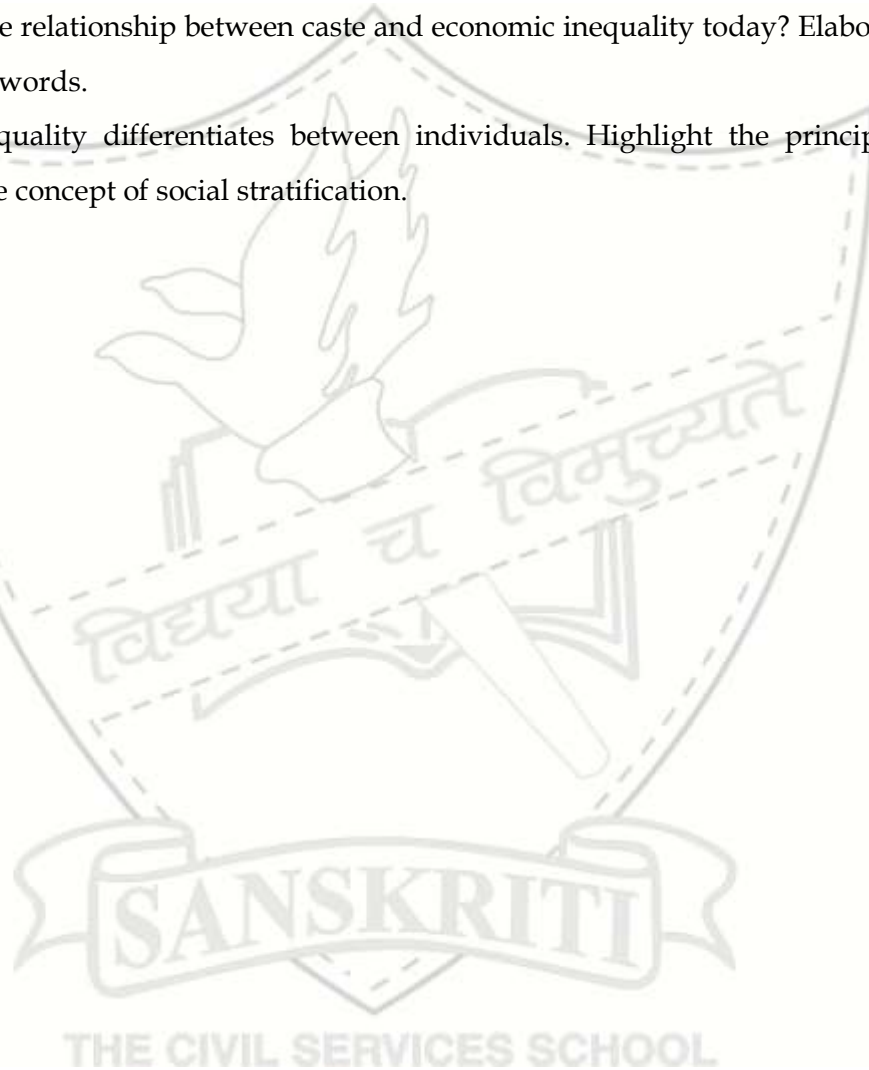 e relationship between caste and economic inequality today? Elabo
words.
quality differentiates between individuals. Highlight the princip
e concept of social stratification.
विद्यया च विमुच्यते
SANSKRITI
THE CIVIL SERVICES SCHOOL